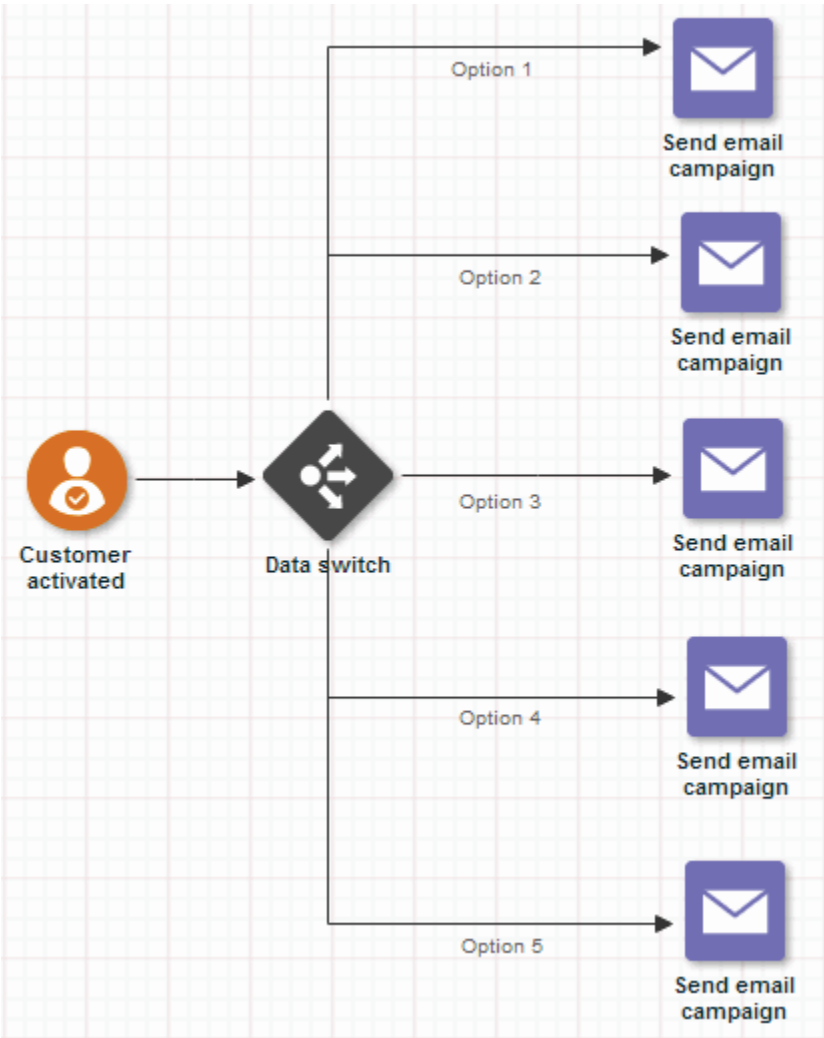 Option 1
Send email
campaign
Option 2
Send email
campaign
Customer
activated
Data switch
Option 3
Send email
campaign
Option 4
Send email
campaign
Option 5
Send email
campaign